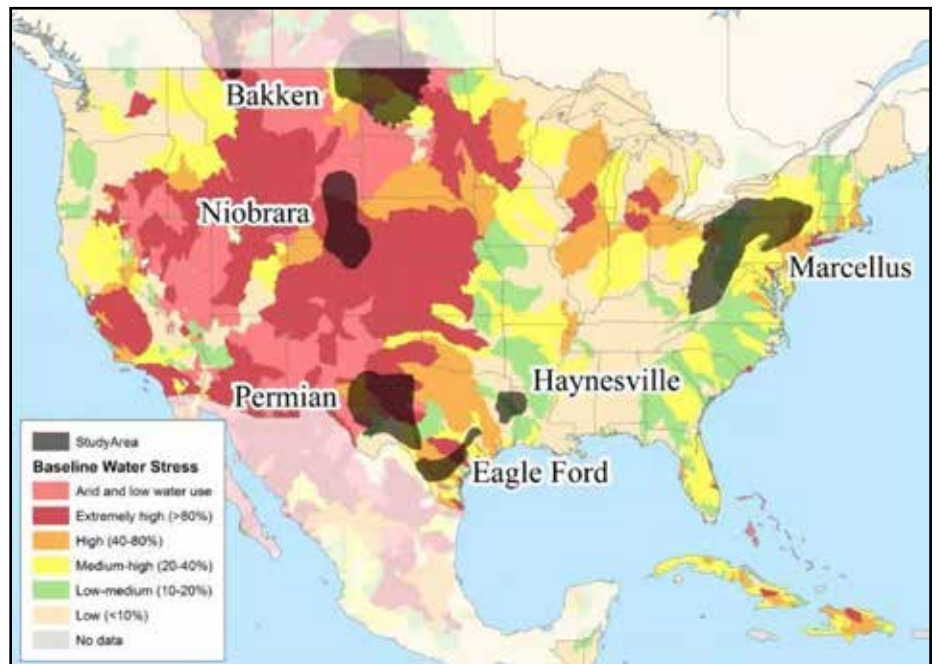 Bakken
Niobrara
Marcellus
Permian
Haynesville
Eagle Ford
StudyArea
Baseline Water Stress
Arid and low water use
Extremely high (>80%)
High (40-80%)
Medium-high (20-40%)
Low-medium (10-20%)
Low (<10%)
No data